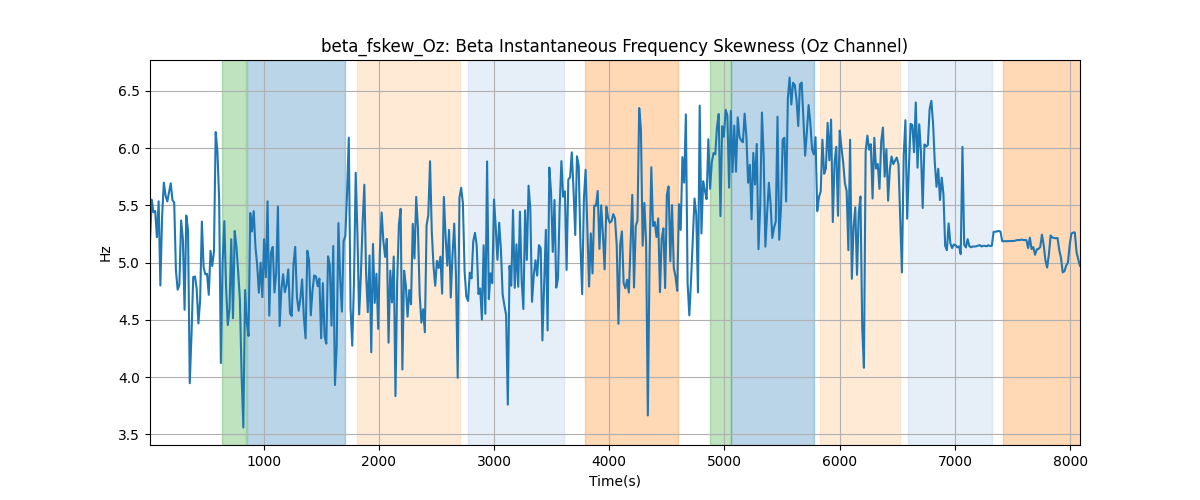 beta_fskew_Oz: Beta Instantaneous Frequency Skewness (Oz Channel)
Hz
6.5
6.0
5.5
5.0
4.5
4.0
3.5
1000 2000 3000 4000 5000 6000 7000 8000
Time(s)